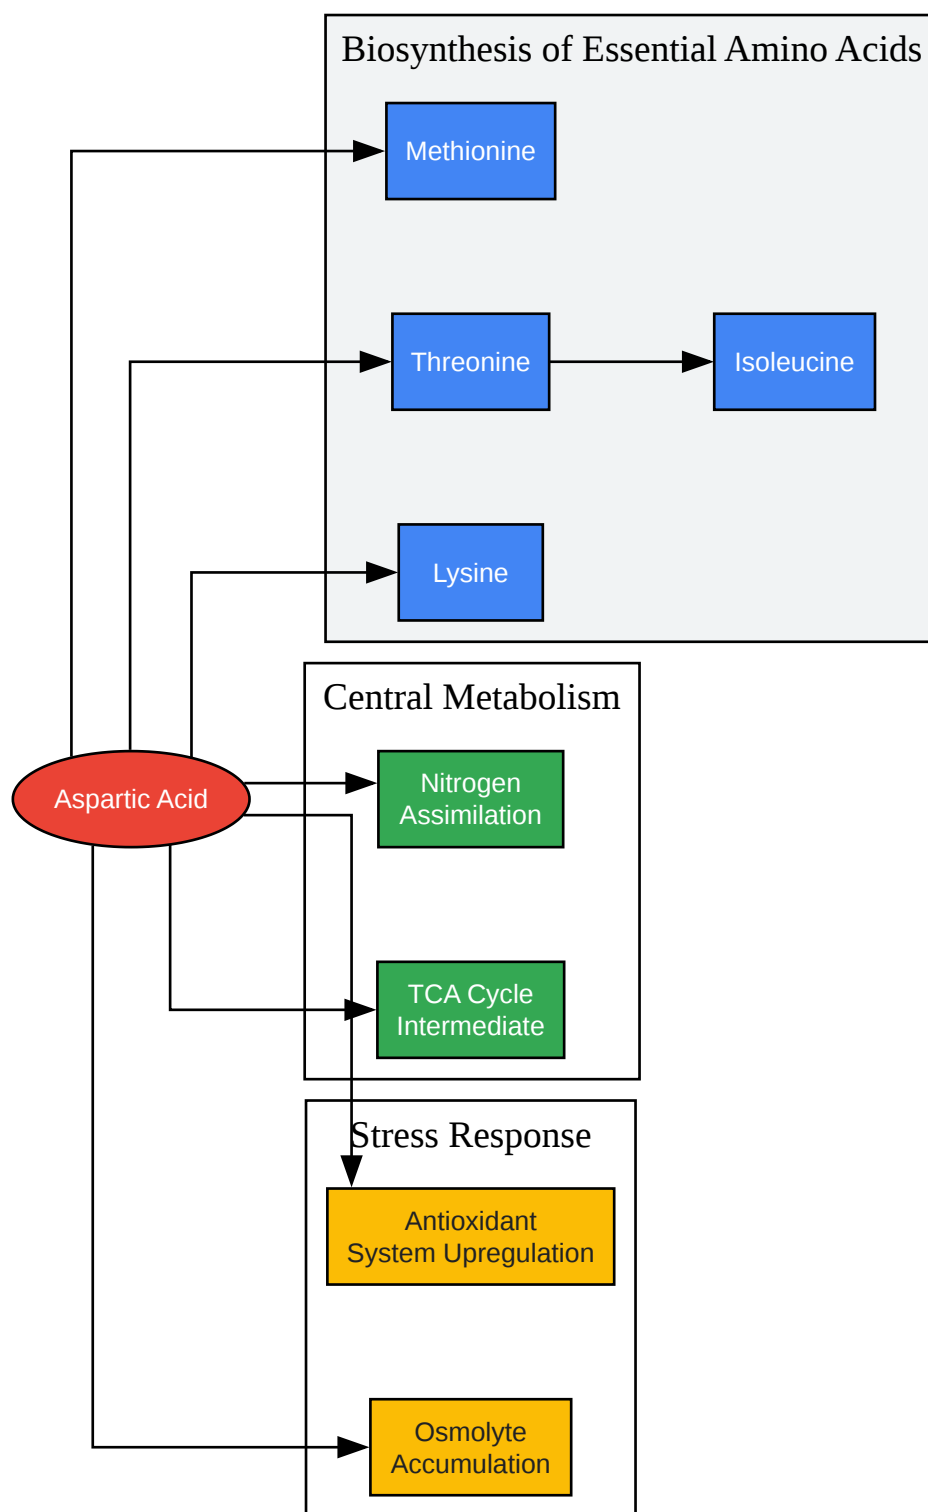 Biosynthesis of Essential Amino Acids
Methionine
Threonine
Isoleucine
Lysine
Central Metabolism
Nitrogen
Assimilation
Aspartic Acid
TCA Cycle
Intermediate
Stress Response
Antioxidant
System Upregulation
Osmolyte
Accumulation